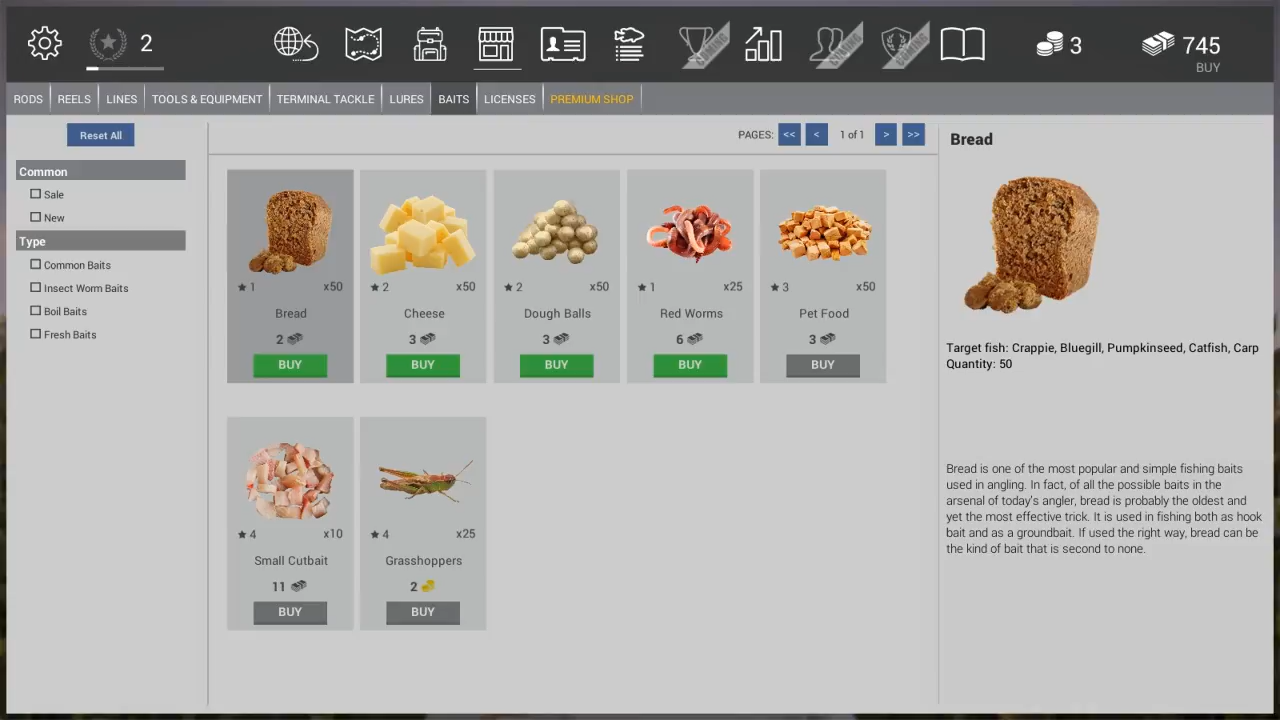 2
COMING
COMING
COMING
3
745
BUY
RODS
REELS
LINES
TOOLS & EQUIPMENT
TERMINAL TACKLE
LURES
BAITS
LICENSES
PREMIUM SHOP
Reset All
PAGES: << < 1 of 1 > >>
Common
Sale
New
Type
Common Baits
Insect Worm Baits
Boil Baits
Fresh Baits
1 x50
Bread
2
BUY
2 x50
Cheese
3
BUY
2 x50
Dough Balls
3
BUY
1 x25
Red Worms
6
BUY
3 x50
Pet Food
3
BUY
4 x10
Small Cutbait
11
BUY
4 x25
Grasshoppers
2
BUY
Bread
Target fish: Crappie, Bluegill, Pumpkinseed, Catfish, Carp
Quantity: 50
Bread is one of the most popular and simple fishing baits
used in angling. In fact, of all the possible baits in the
arsenal of today's angler, bread is probably the oldest and
yet the most effective trick. It is used in fishing both as hook
bait and as a groundbait. If used the right way, bread can be
the kind of bait that is second to none.